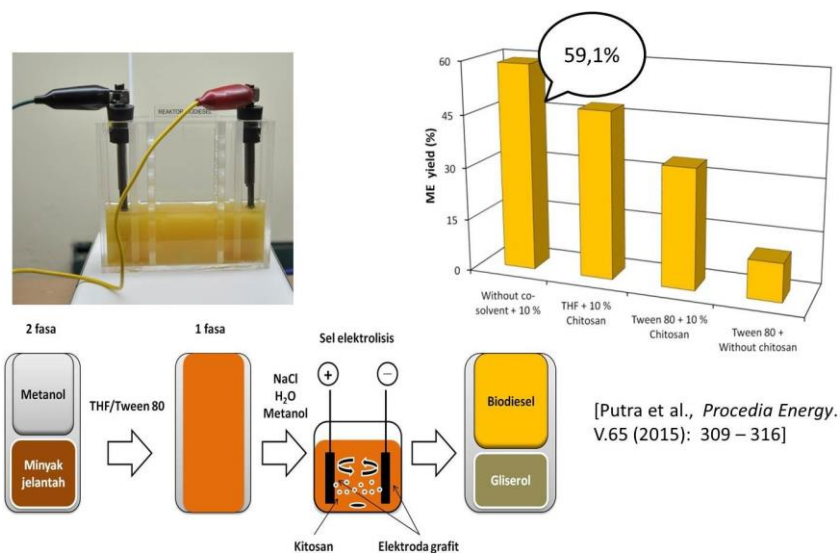 REAKTOR BIODIESEL
59,1%
ME yield (%)
60
45
30
15
0
Without co-
solvent + 10 %
THF + 10 %
Chitosan
Tween 80 + 10 %
Chitosan
Tween 80 +
Without chitosan
2 fasa
1 fasa
Sel elektrolisis
Metanol
Minyak
jelantah
THF/Tween 80
NaCl
H₂O
Metanol
+
−
Kitosan
Elektroda grafit
Biodiesel
Gliserol
[Putra et al., Procedia Energy.
V.65 (2015): 309 – 316]